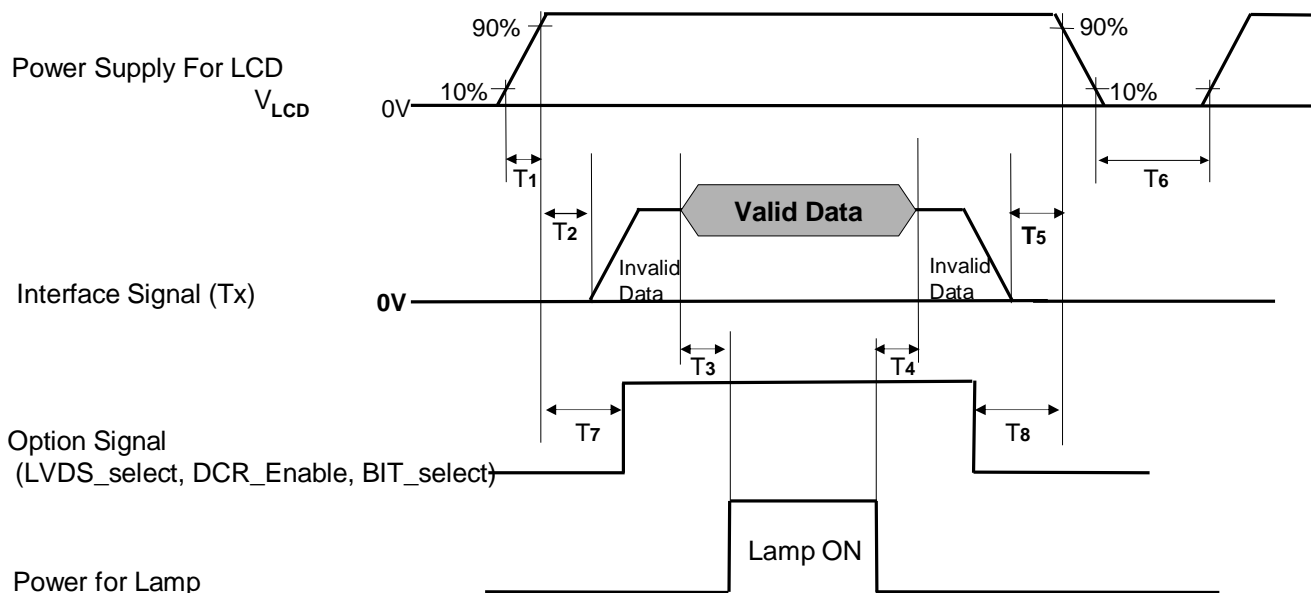 90%
90%
Power Supply For LCD
10%
10%
VLCD
0V
T1
T6
T2
Valid Data
T5
Invalid
Data
Invalid
Data
Interface Signal (Tx)
0V
T3
T4
T7
T8
Option Signal
(LVDS_select, DCR_Enable, BIT_select)
Lamp ON
Power for Lamp